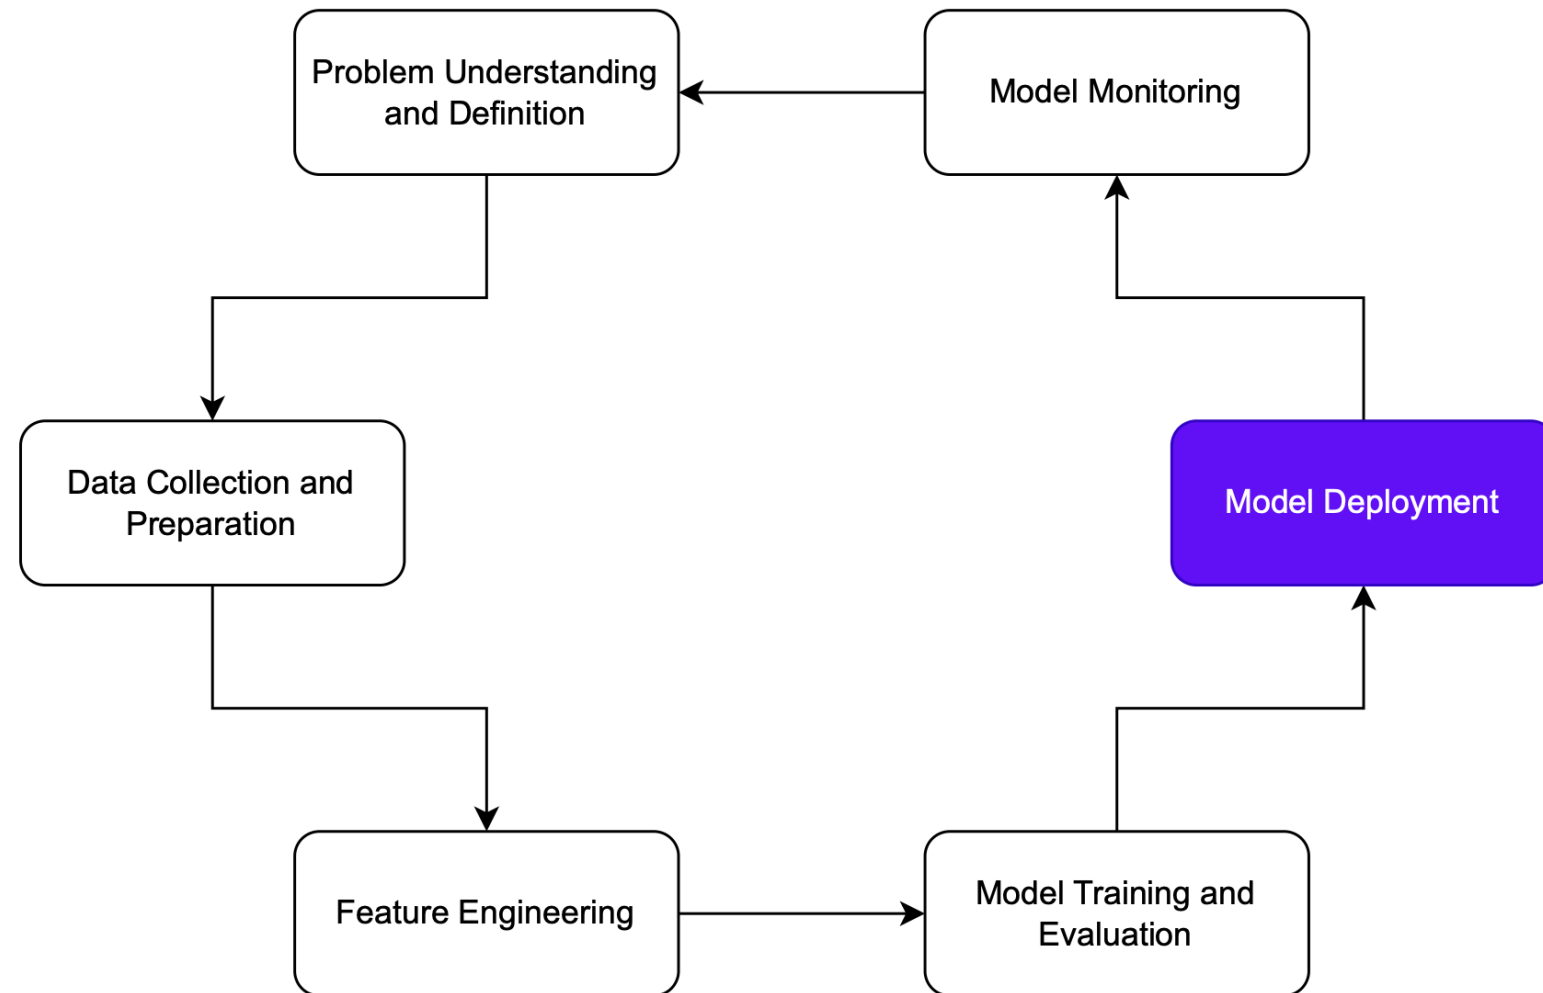 Problem Understanding
and Definition
Model Monitoring
Data Collection and
Preparation
Model Deployment
Feature Engineering
Model Training and
Evaluation